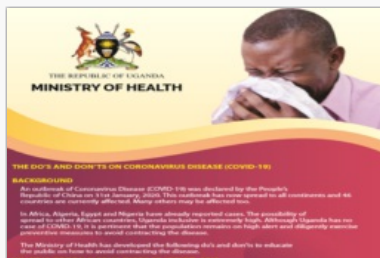 THE REPUBLIC OF UGANDA
MINISTRY OF HEALTH
THE DO'S AND DON'TS ON CORONAVIRUS DISEASE (COVID-19)
BACKGROUND
An outbreak of Coronavirus Disease (COVID-19) was declared by the People's
Republic of China on 31st January, 2020. This outbreak has now spread to all continents and 46
countries are currently affected. Many others may be affected too.
In Africa, Algeria, Egypt and Nigeria have already reported cases. The possibility of
spread to other African countries, Uganda inclusive is extremely high. Although Uganda has no
case of COVID-19, it is pertinent that the population remains on high alert and diligently exercise
preventive measures to avoid contracting the disease.
The Ministry of Health has developed the following do's and don'ts to educate
the public on how to avoid contracting the disease.